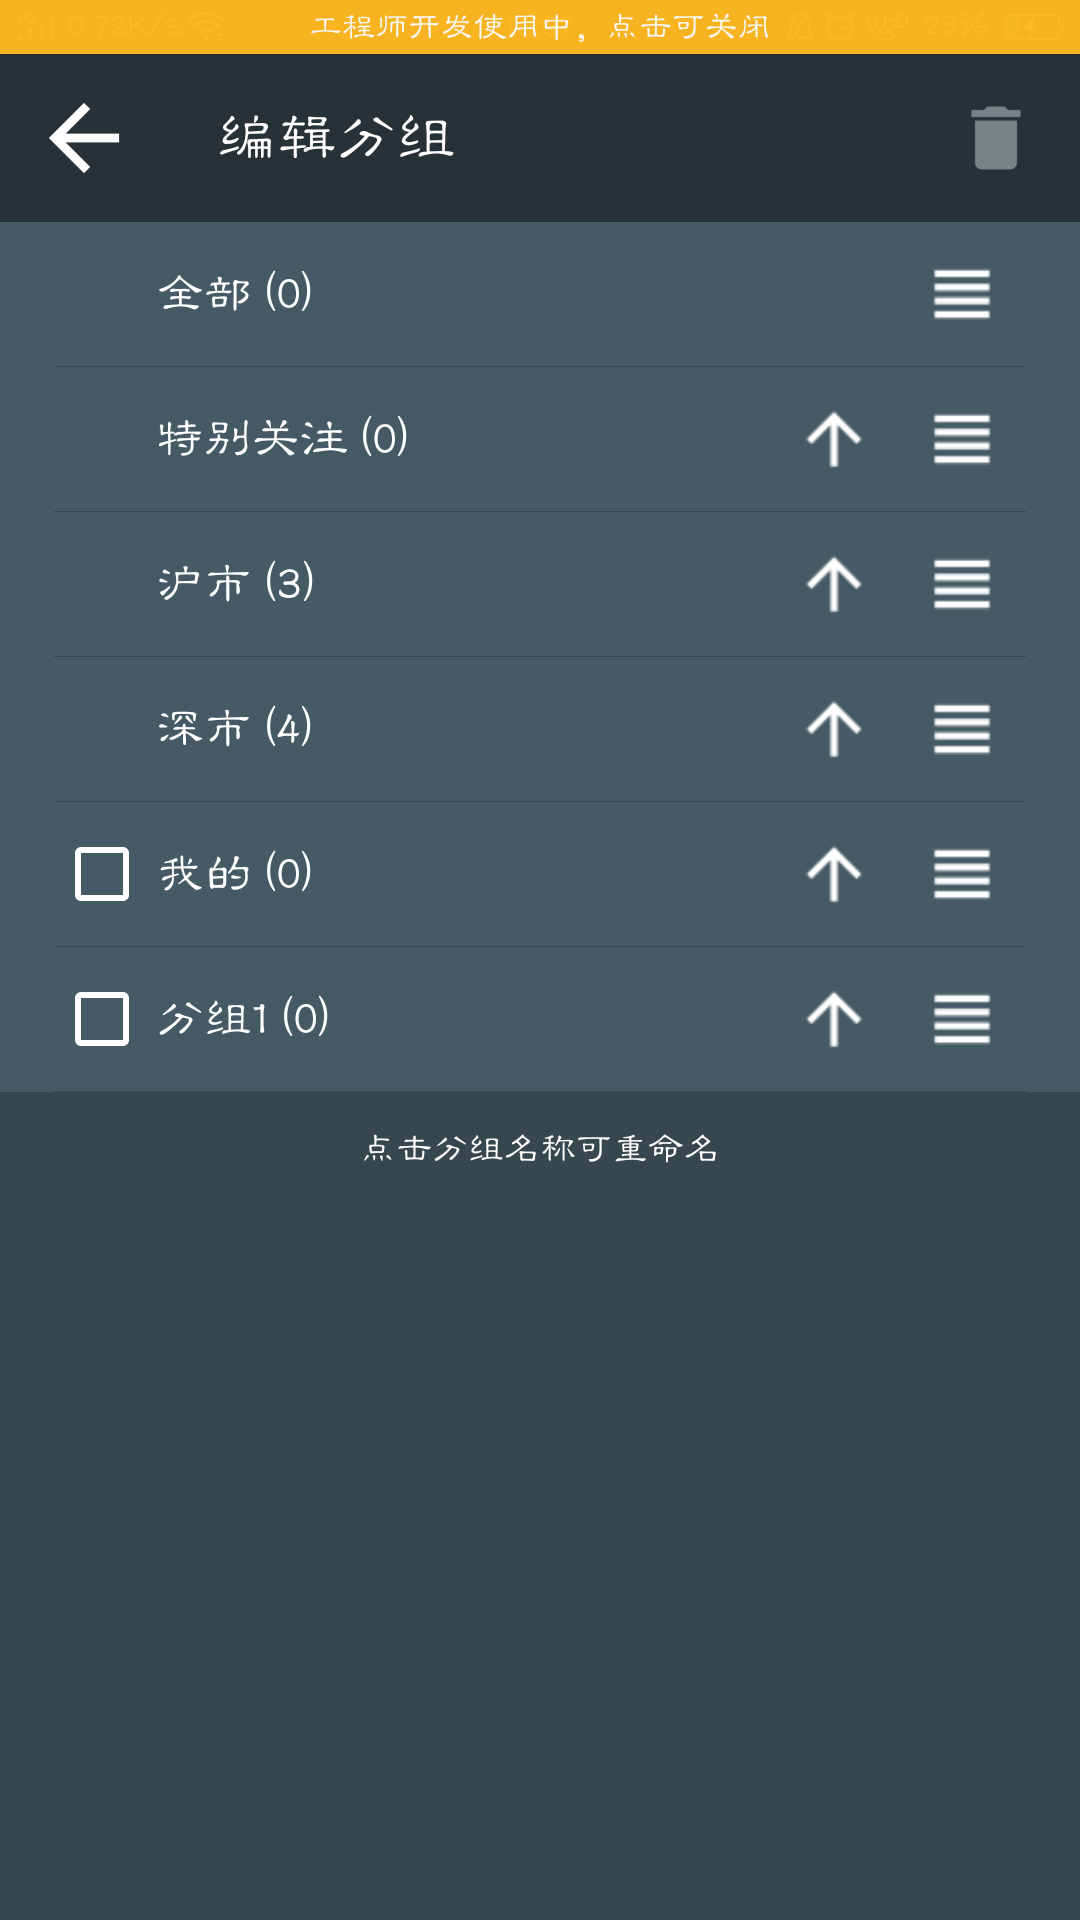 4G 0.72K/s 工程师开发使用中，点击可关闭 HD 23%
编辑分组
全部 (0)
特别关注 (0)
沪市 (3)
深市 (4)
我的 (0)
分组1 (0)
点击分组名称可重命名